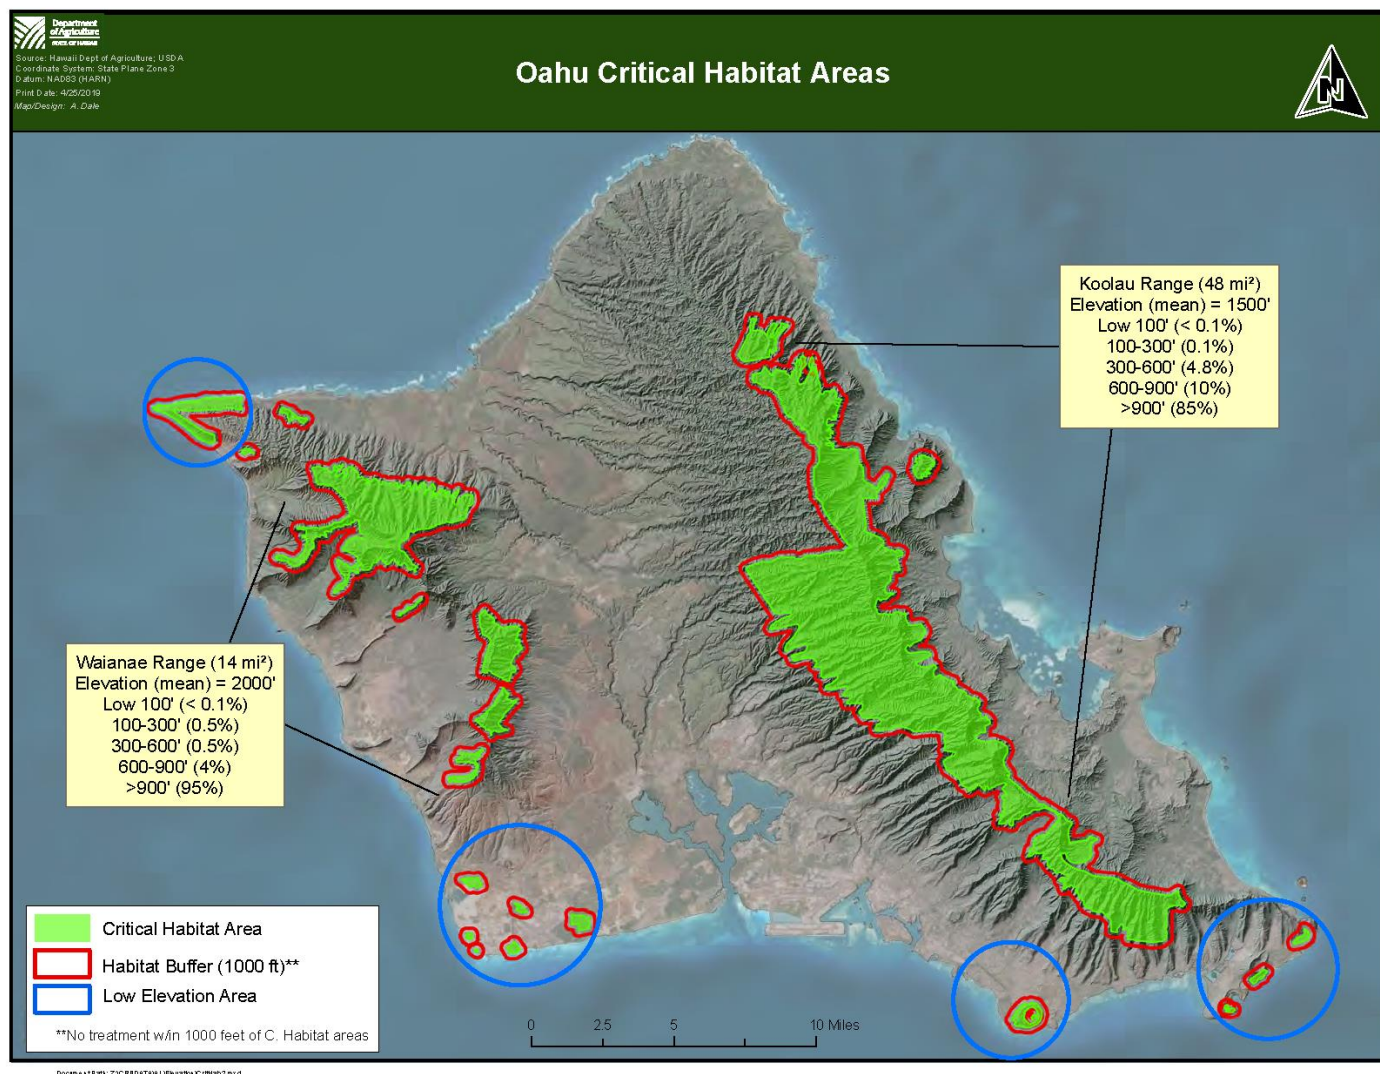 Department
of Agriculture
STATE OF HAWAII
Source: Hawaii Dept of Agriculture; USDA
Coordinate System: State Plane Zone 3
Datum: NAD83 (HARN)
Print Date: 4/25/2019
Map/Design: A. Dale
Oahu Critical Habitat Areas
N
Koolau Range (48 mi²)
Elevation (mean) = 1500'
Low 100' (< 0.1%)
100-300' (0.1%)
300-600' (4.8%)
600-900' (10%)
>900' (85%)
Waianae Range (14 mi²)
Elevation (mean) = 2000'
Low 100' (< 0.1%)
100-300' (0.5%)
300-600' (0.5%)
600-900' (4%)
>900' (95%)
Critical Habitat Area
Habitat Buffer (1000 ft)**
Low Elevation Area
**No treatment w/in 1000 feet of C. Habitat areas
0 2.5 5 10 Miles
Document Path: